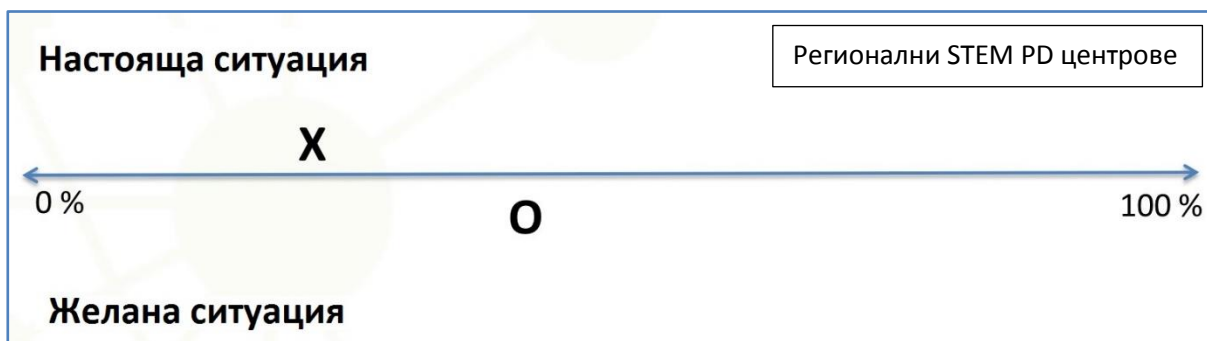 Настояща ситуация
Регионални STEM PD центрове
X
0 %
100 %
O
Желана ситуация